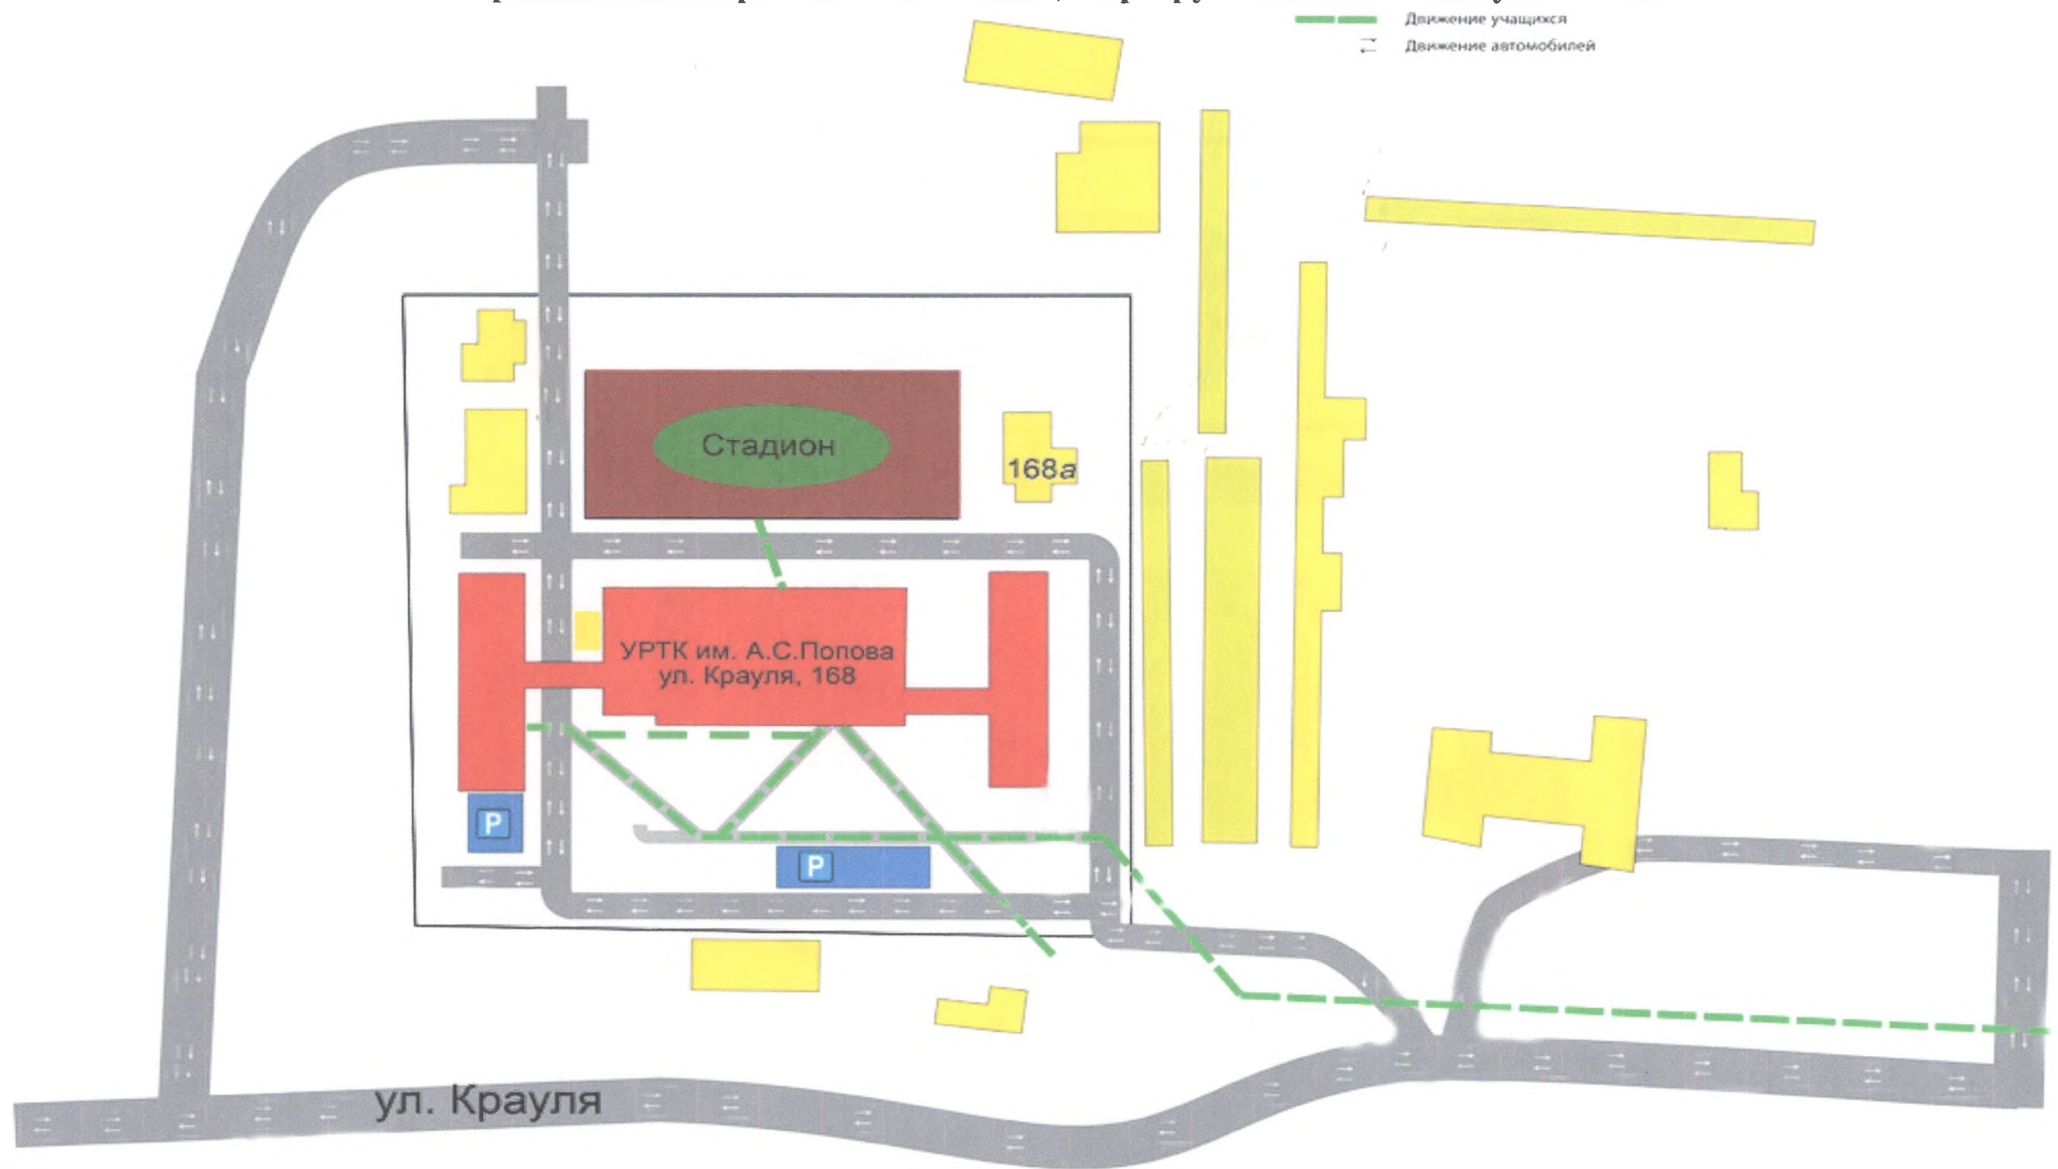 Движение учащихся
Движение автомобилей
Стадион
168а
УРТК им. А.С.Попова
ул. Крауля, 168
P
P
ул. Крауля